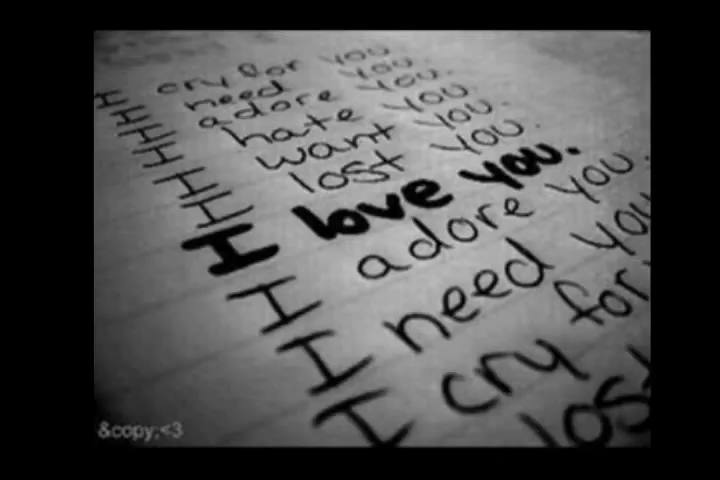 I cry for you
I need you.
I adore you.
I hate you.
I want you.
I lost you.
I love you.
I adore you.
I need you
I cry for
lost
&copy;<3